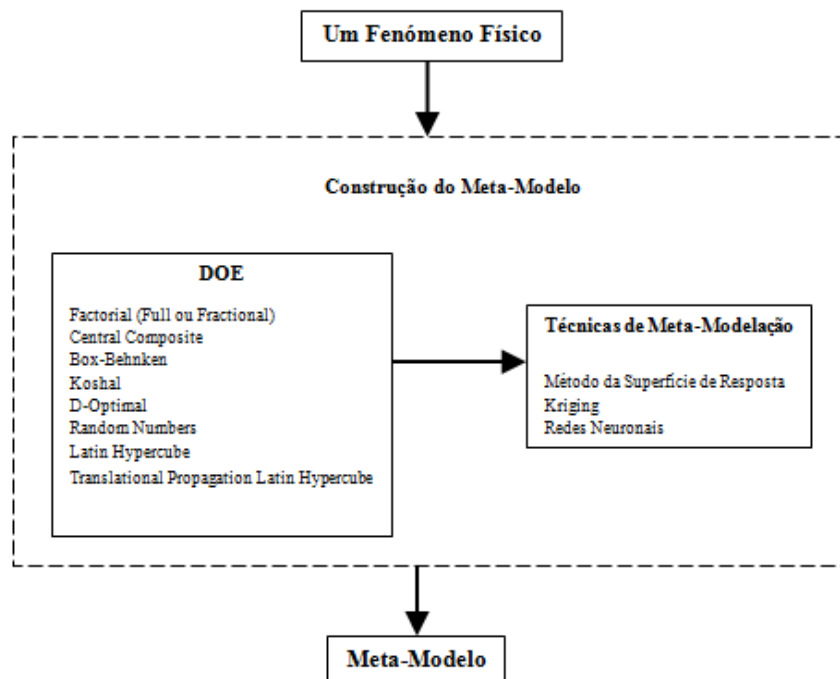 Um Fenómeno Físico
Construção do Meta-Modelo
DOE
Factorial (Full ou Fractional)
Central Composite
Box-Behnken
Koshal
D-Optimal
Random Numbers
Latin Hypercube
Translational Propagation Latin Hypercube
Técnicas de Meta-Modelação
Método da Superfície de Resposta
Kriging
Redes Neuronais
Meta-Modelo